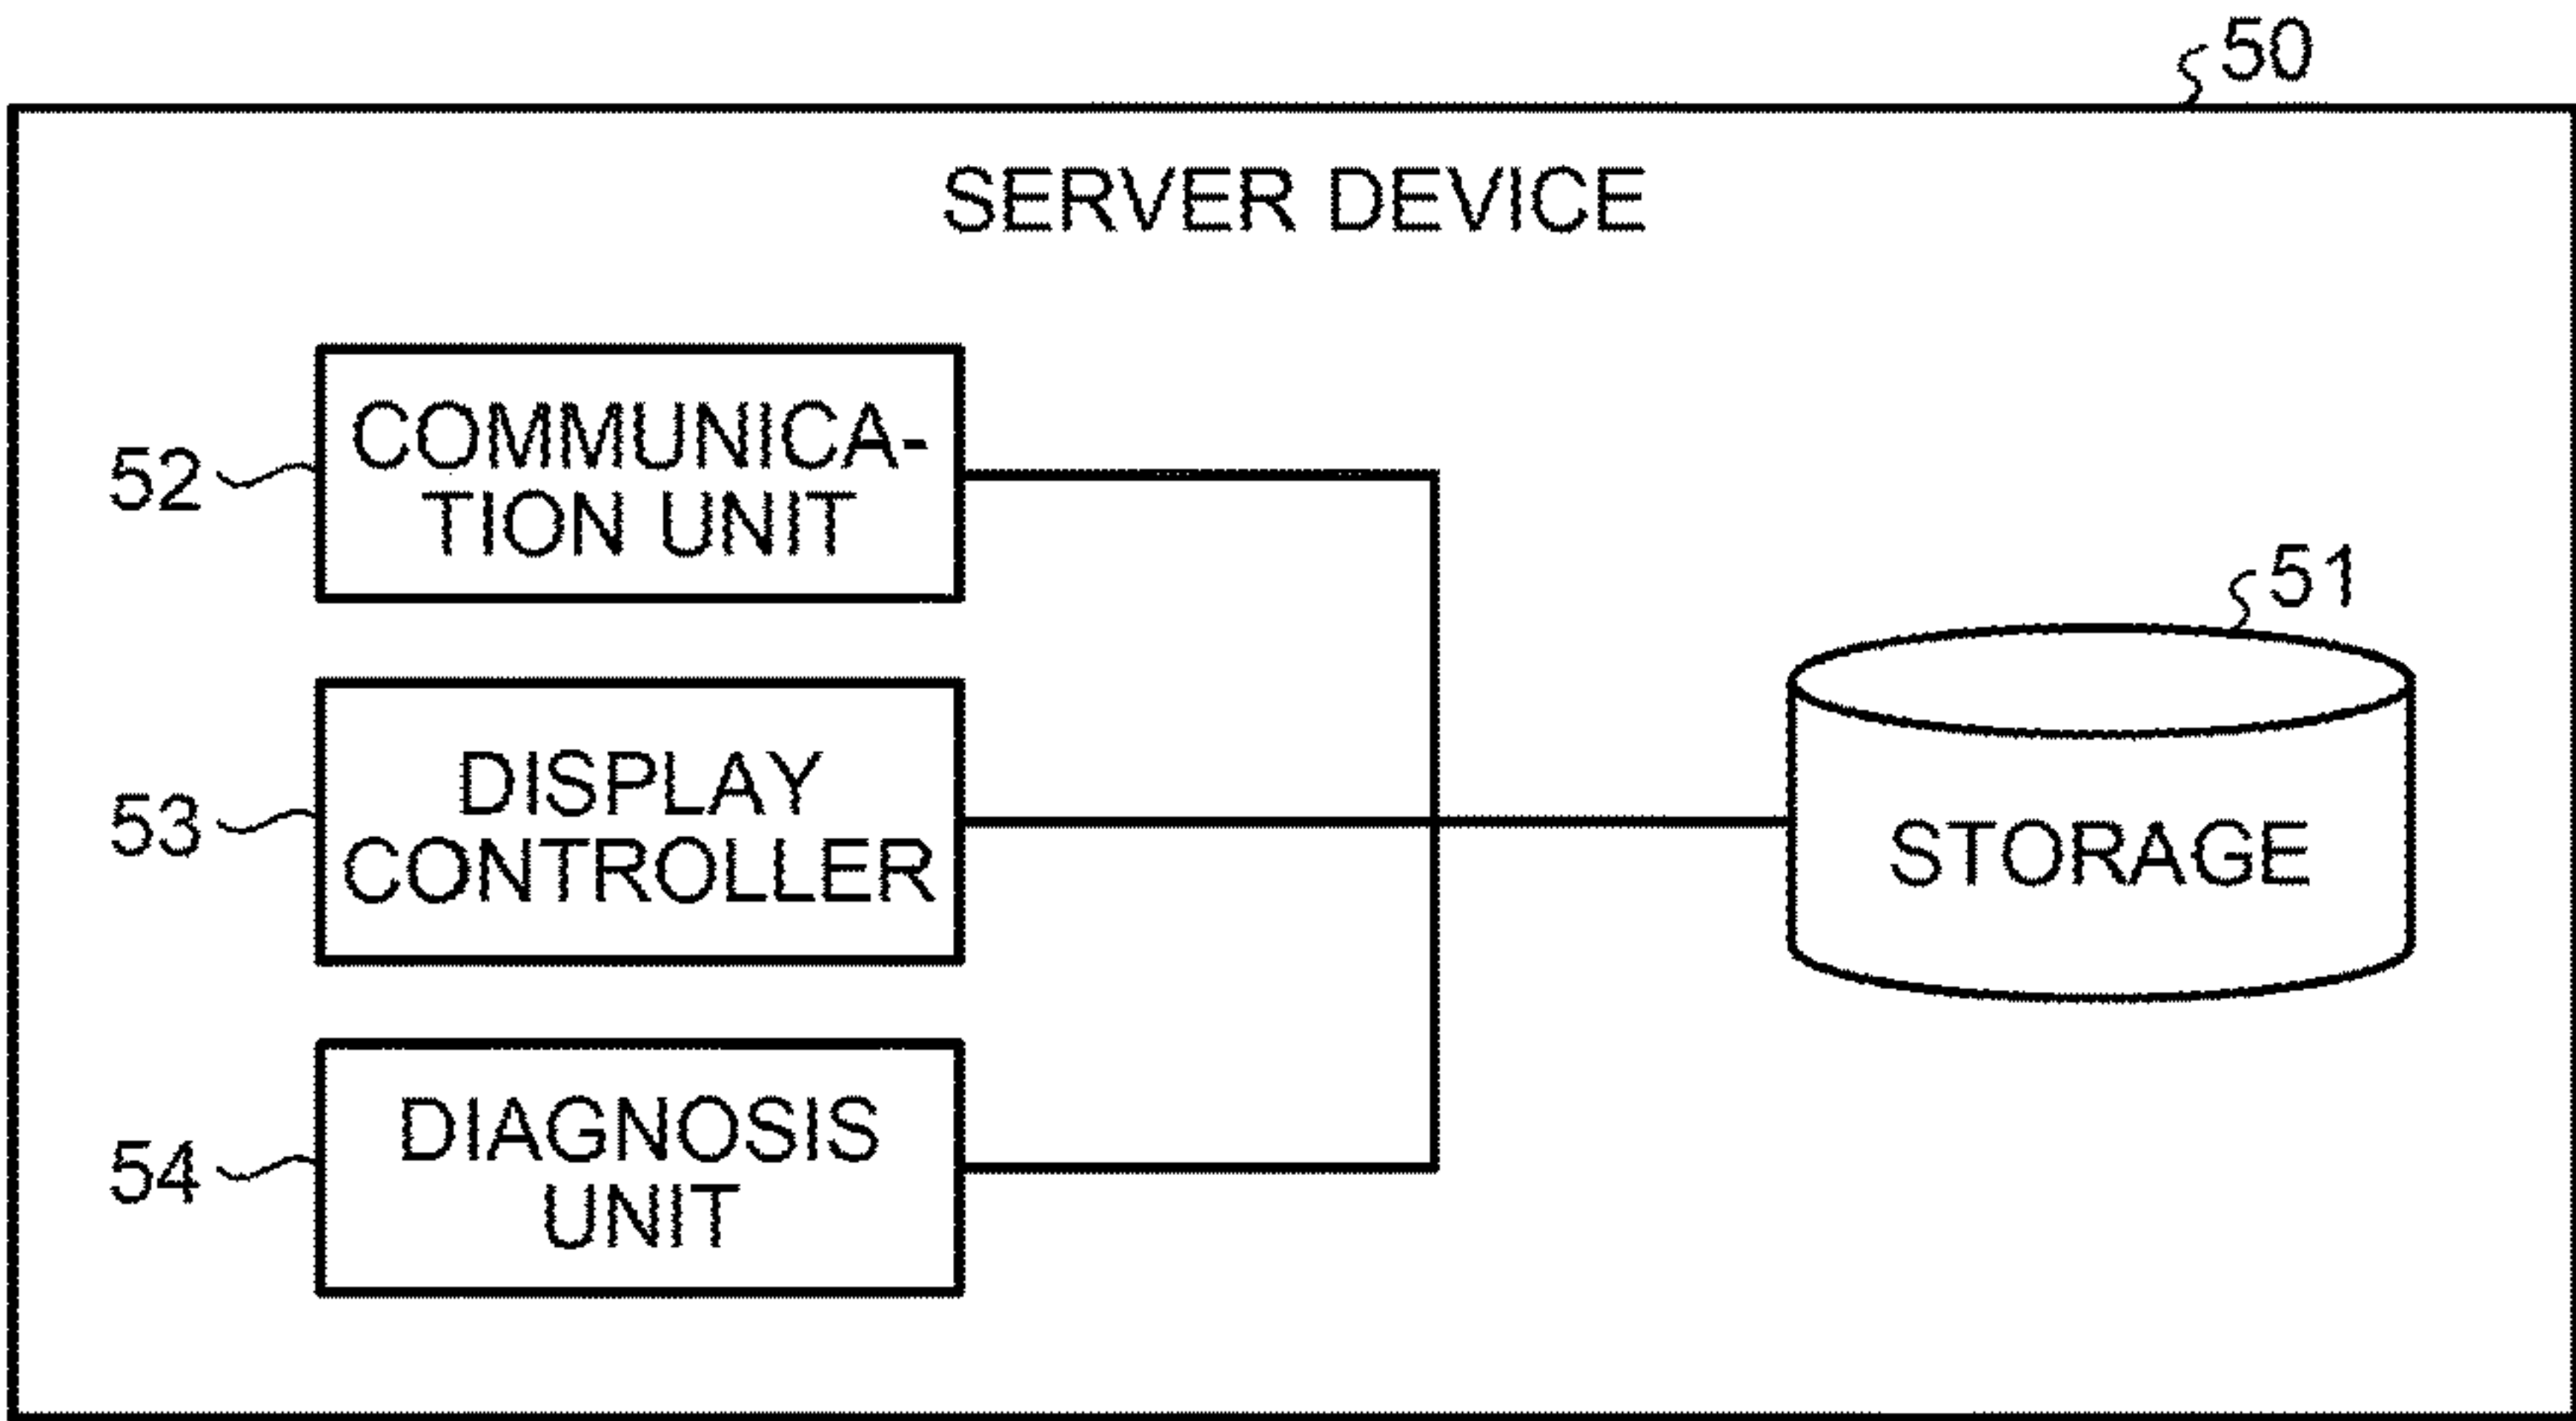 50
SERVER DEVICE
52
COMMUNICA-
TION UNIT
51
53
DISPLAY
CONTROLLER
STORAGE
54
DIAGNOSIS
UNIT